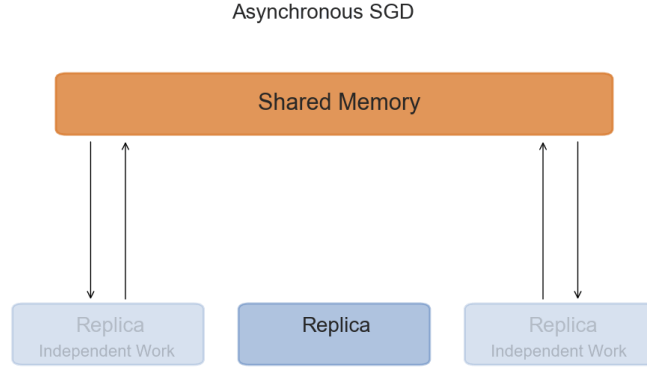 Asynchronous SGD
Shared Memory
Replica
Independent Work
Replica
Replica
Independent Work